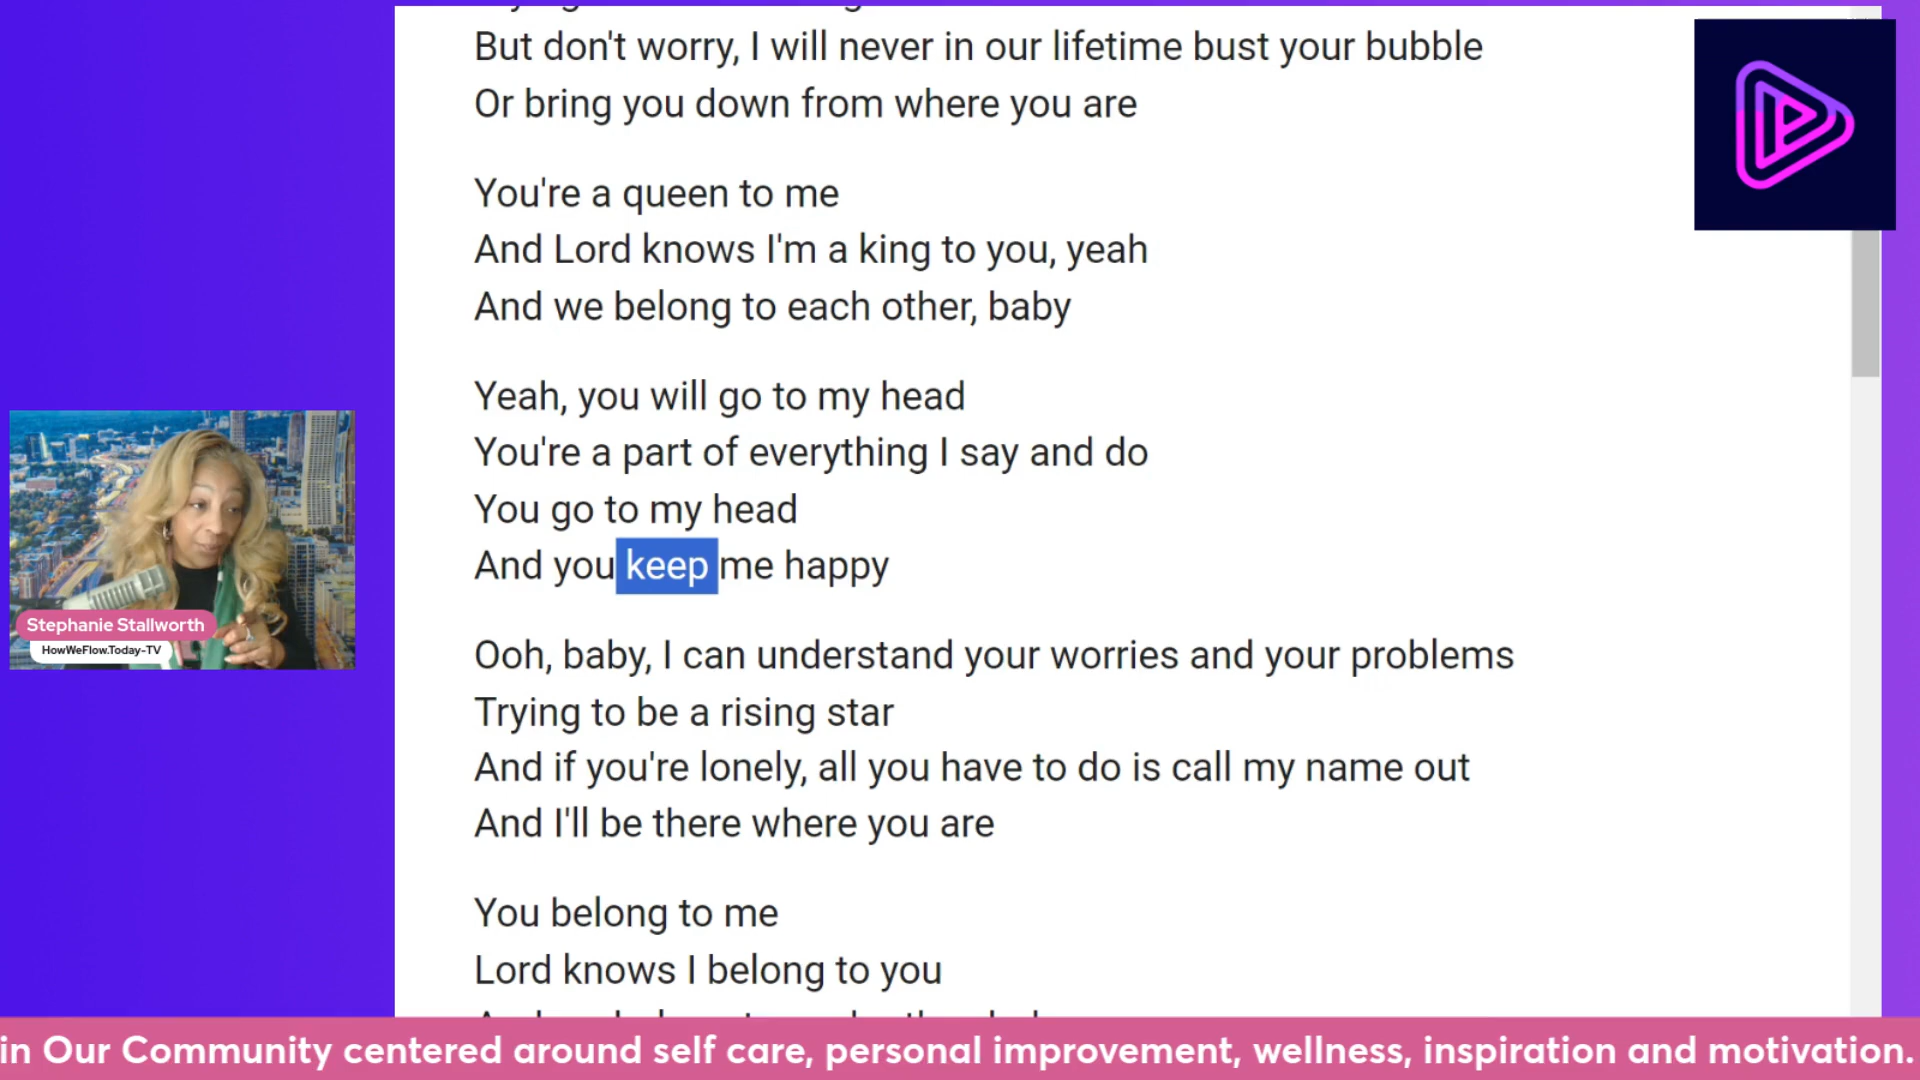 But don't worry, I will never in our lifetime bust your bubble
Or bring you down from where you are
You're a queen to me
And Lord knows I'm a king to you, yeah
And we belong to each other, baby
Yeah, you will go to my head
You're a part of everything I say and do
You go to my head
And you keep me happy
Ooh, baby, I can understand your worries and your problems
Trying to be a rising star
And if you're lonely, all you have to do is call my name out
And I'll be there where you are
You belong to me
Lord knows I belong to you
Stephanie Stallworth
HowWeFlow.Today-TV
in Our Community centered around self care, personal improvement, wellness, inspiration and motivation.